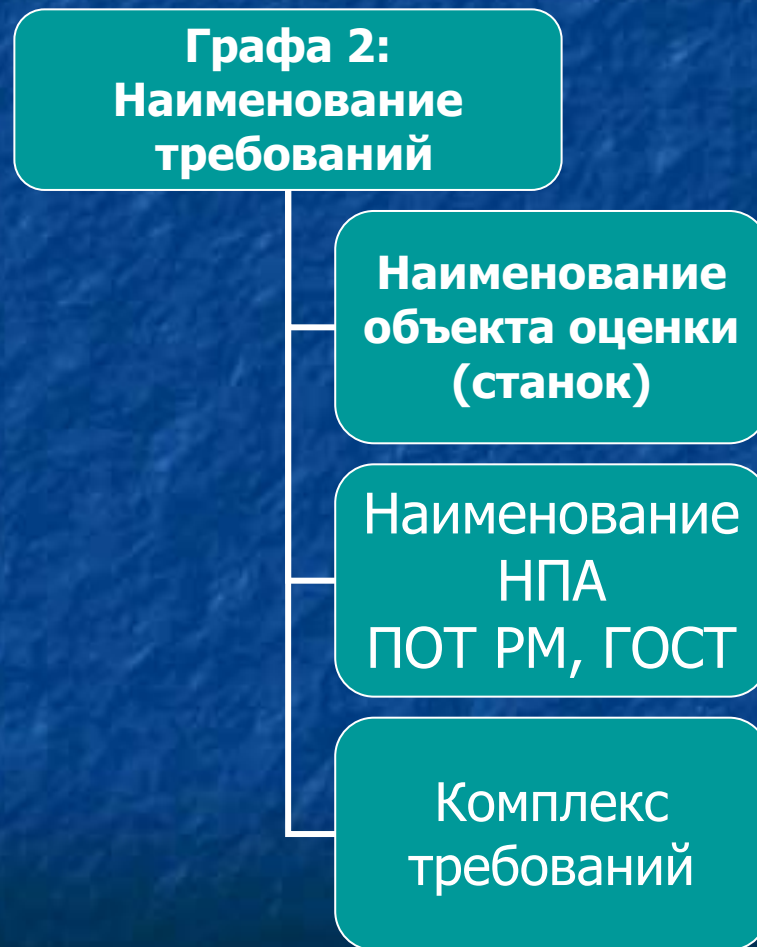 Графа 2:
Наименование
требований
Наименование
объекта оценки
(станок)
Наименование
НПА
ПОТ РМ, ГОСТ
Комплекс
требований